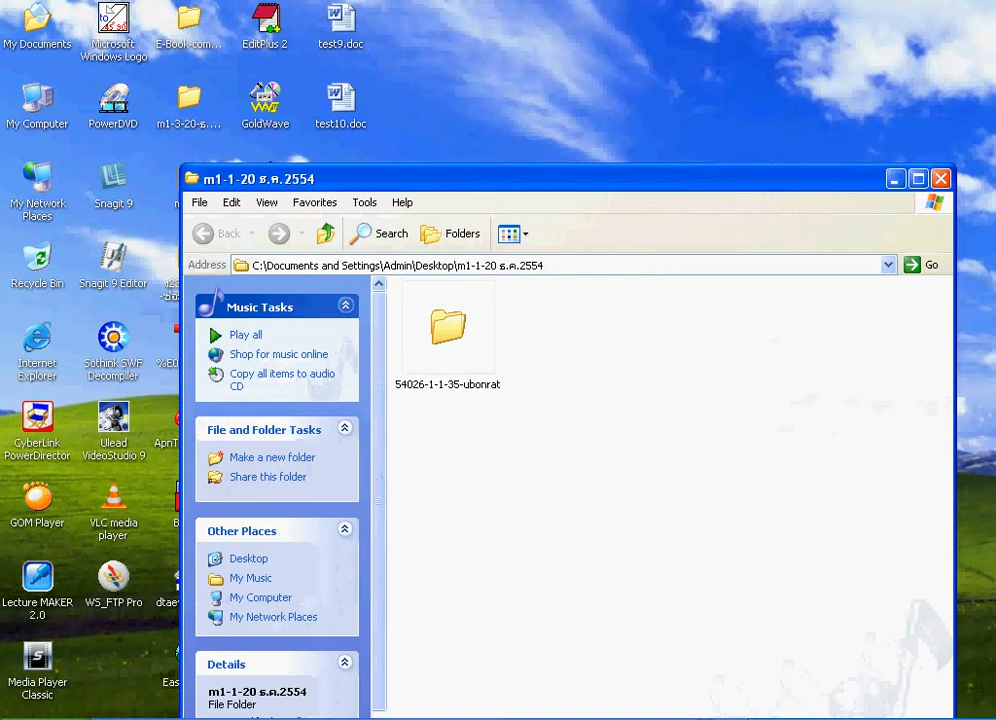 My Documents
Microsoft
Windows Logo
E-Book-com...
EditPlus 2
test9.doc
My Computer
PowerDVD
m1-3-20-ธ....
GoldWave
test10.doc
My Network
Places
Snagit 9
Recycle Bin
Snagit 9 Editor
Internet
Explorer
Sothink SWF
Decompiler
CyberLink
PowerDirector
Ulead
VideoStudio 9
ApnT
GOM Player
VLC media
player
Lecture MAKER
2.0
WS_FTP Pro
dtae
Media Player
Classic
Eas
m1-1-20 ธ.ค.2554
File Edit View Favorites Tools Help
Back Search Folders
Address C:\Documents and Settings\Admin\Desktop\m1-1-20 ธ.ค.2554 Go
Music Tasks
Play all
Shop for music online
Copy all items to audio
CD
File and Folder Tasks
Make a new folder
Share this folder
Other Places
Desktop
My Music
My Computer
My Network Places
Details
m1-1-20 ธ.ค.2554
File Folder
54026-1-1-35-ubonrat